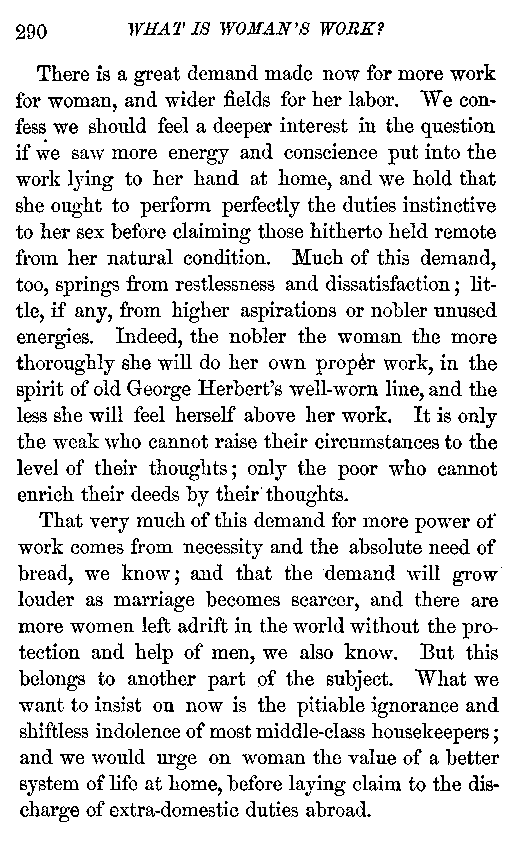 290 WHAT IS WOMAN'S WORK?
There is a great demand made now for more work
for woman, and wider fields for her labor. We con-
fess we should feel a deeper interest in the question
if we saw more energy and conscience put into the
work lying to her hand at home, and we hold that
she ought to perform perfectly the duties instinctive
to her sex before claiming those hitherto held remote
from her natural condition. Much of this demand,
too, springs from restlessness and dissatisfaction; lit-
tle, if any, from higher aspirations or nobler unused
energies. Indeed, the nobler the woman the more
thoroughly she will do her own proper work, in the
spirit of old George Herbert's well-worn line, and the
less she will feel herself above her work. It is only
the weak who cannot raise their circumstances to the
level of their thoughts; only the poor who cannot
enrich their deeds by their thoughts.
That very much of this demand for more power of
work comes from necessity and the absolute need of
bread, we know; and that the demand will grow
louder as marriage becomes scarcer, and there are
more women left adrift in the world without the pro-
tection and help of men, we also know. But this
belongs to another part of the subject. What we
want to insist on now is the pitiable ignorance and
shiftless indolence of most middle-class housekeepers;
and we would urge on woman the value of a better
system of life at home, before laying claim to the dis-
charge of extra-domestic duties abroad.